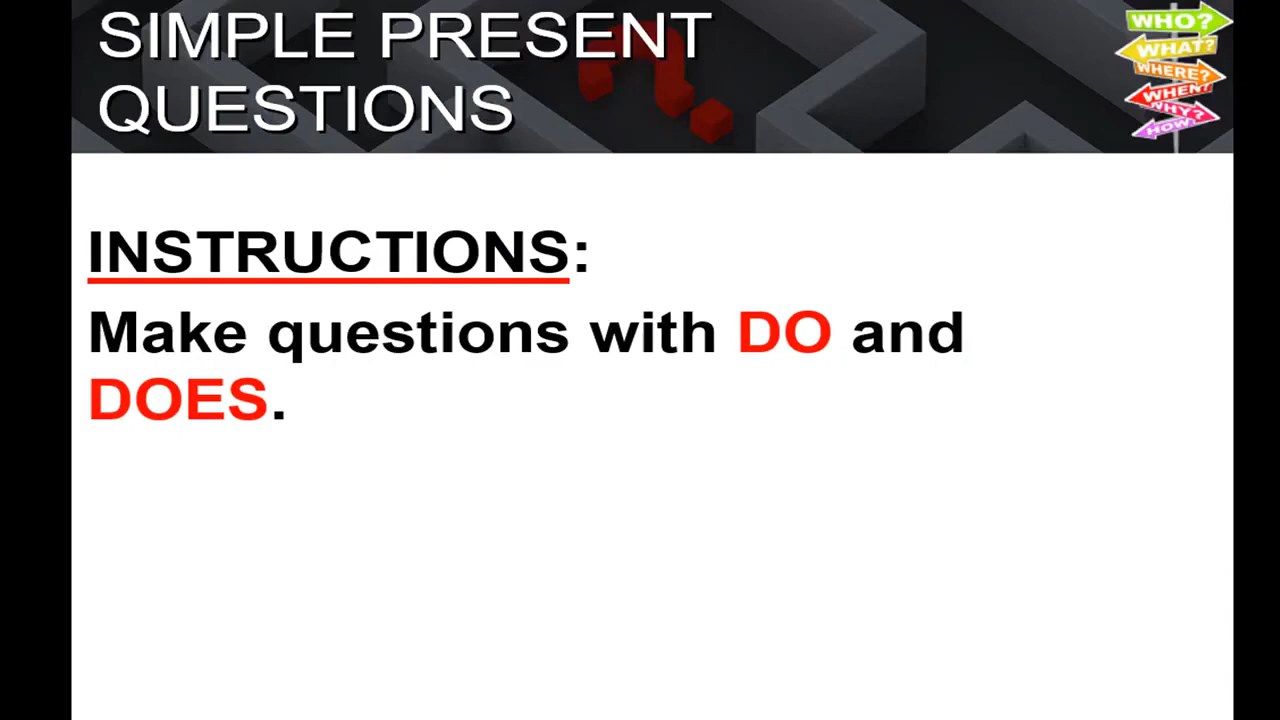 SIMPLE PRESENT
QUESTIONS
WHO?
WHAT?
WHERE?
WHEN?
WHY?
HOW
INSTRUCTIONS:
Make questions with DO and
DOES.